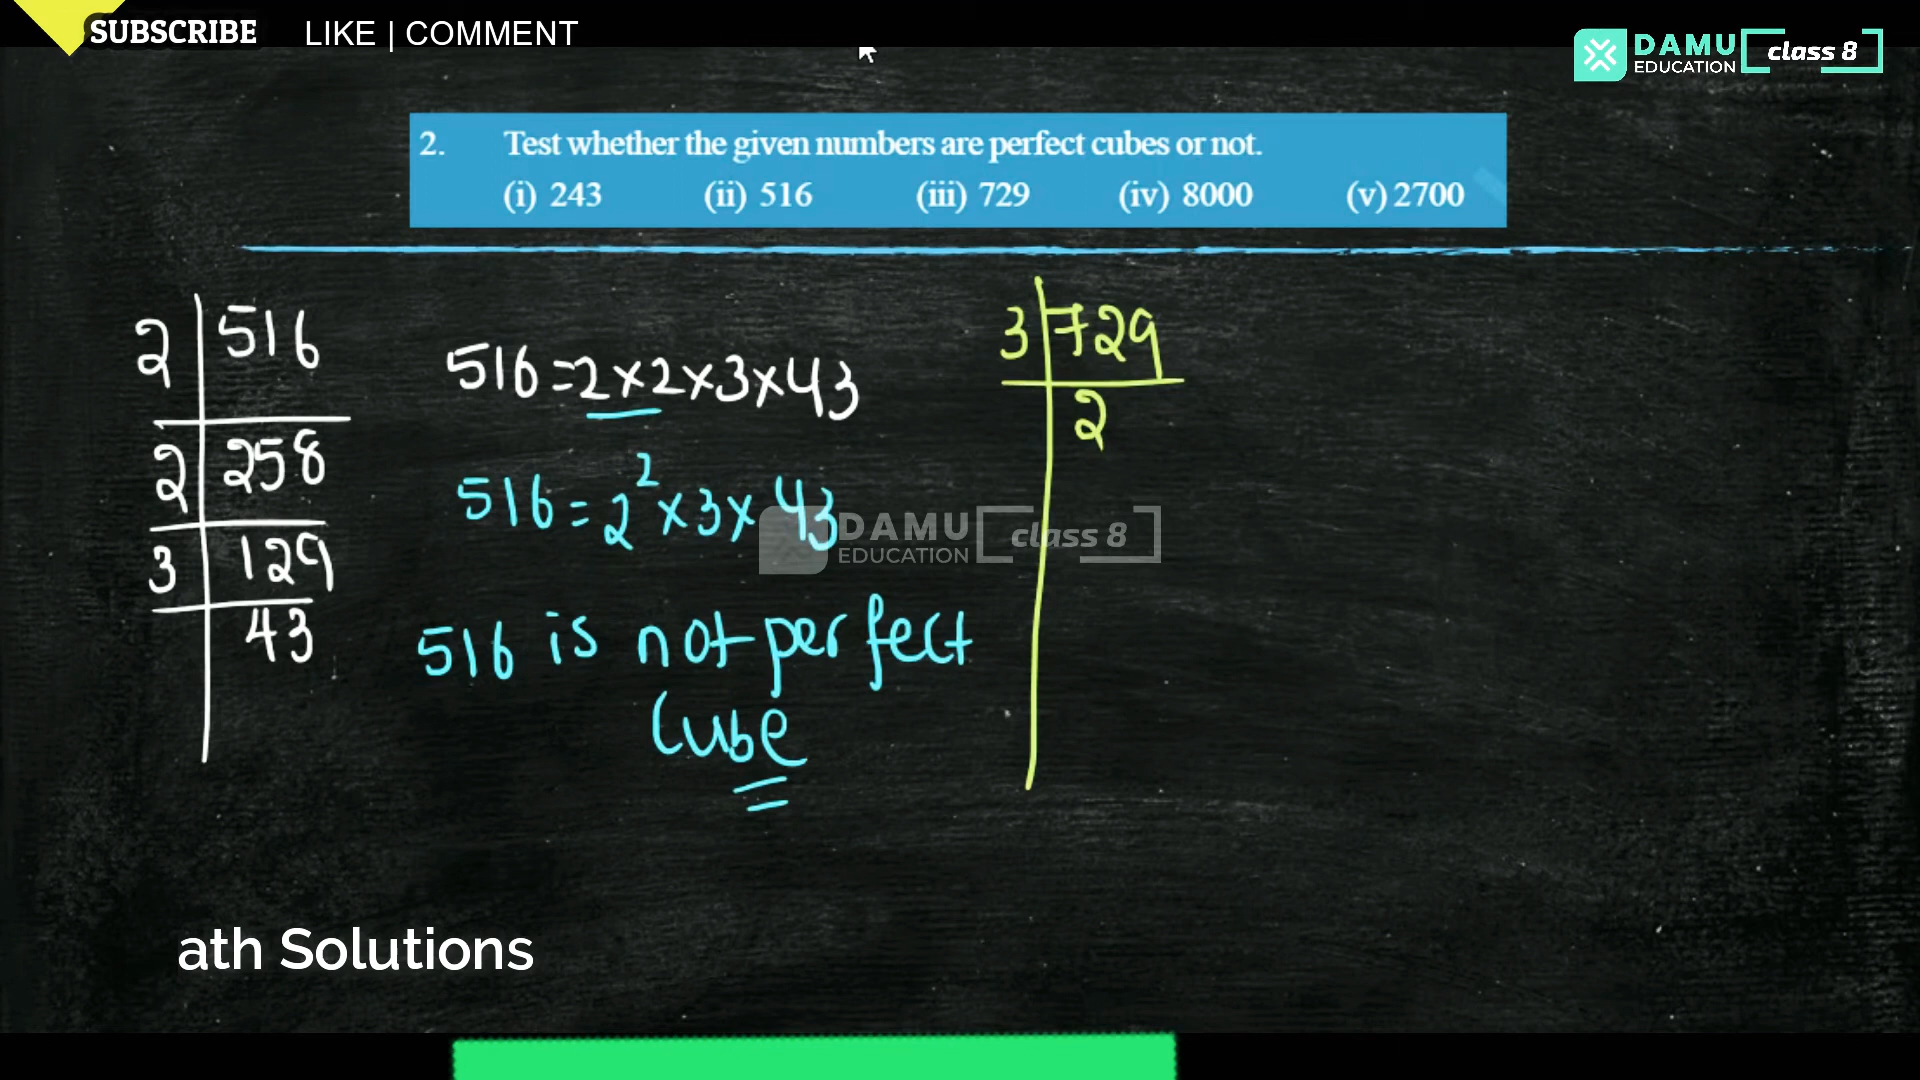 SUBSCRIBE LIKE | COMMENT
DAMU EDUCATION class 8
2. Test whether the given numbers are perfect cubes or not.
(i) 243 (ii) 516 (iii) 729 (iv) 8000 (v) 2700
2 516
2 258
3 129
43
516 = 2 × 2 × 3 × 43
516 = 2² × 3 × 43
516 is not perfect
Cube
3 729
2
DAMU EDUCATION class 8
ath Solutions